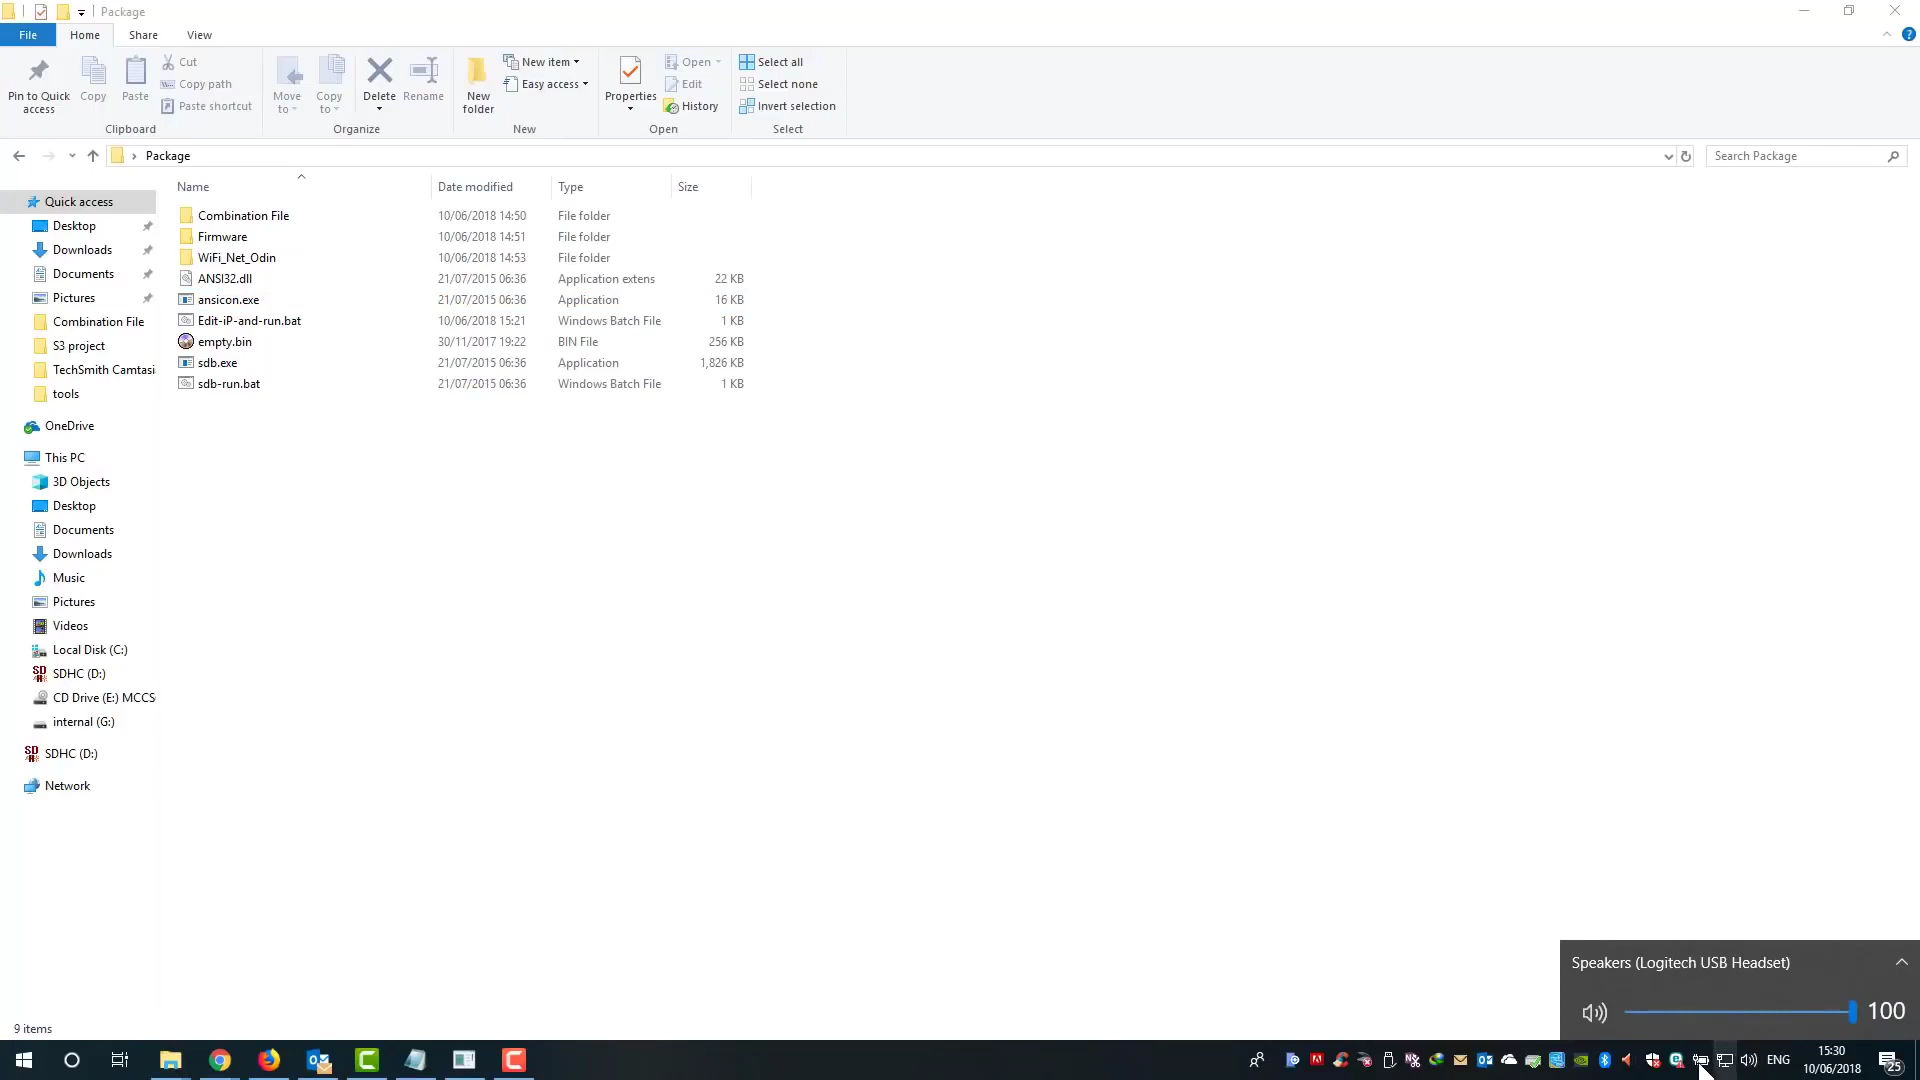 Package
File
Home
Share
View
Pin to Quick access
Copy
Paste
Cut
Copy path
Paste shortcut
Clipboard
Move to
Copy to
Delete
Rename
Organize
New folder
New item
Easy access
New
Properties
Open
Edit
History
Open
Select all
Select none
Invert selection
Select
Package
Search Package
Name
Date modified
Type
Size
Quick access
Desktop
Downloads
Documents
Pictures
Combination File
S3 project
TechSmith Camtasi
tools
OneDrive
This PC
3D Objects
Desktop
Documents
Downloads
Music
Pictures
Videos
Local Disk (C:)
SDHC (D:)
CD Drive (E:) MCCS
internal (G:)
SDHC (D:)
Network
Combination File 10/06/2018 14:50 File folder
Firmware 10/06/2018 14:51 File folder
WiFi_Net_Odin 10/06/2018 14:53 File folder
ANSI32.dll 21/07/2015 06:36 Application extens 22 KB
ansicon.exe 21/07/2015 06:36 Application 16 KB
Edit-iP-and-run.bat 10/06/2018 15:21 Windows Batch File 1 KB
empty.bin 30/11/2017 19:22 BIN File 256 KB
sdb.exe 21/07/2015 06:36 Application 1,826 KB
sdb-run.bat 21/07/2015 06:36 Windows Batch File 1 KB
Speakers (Logitech USB Headset)
100
9 items
ENG
15:30
10/06/2018
25